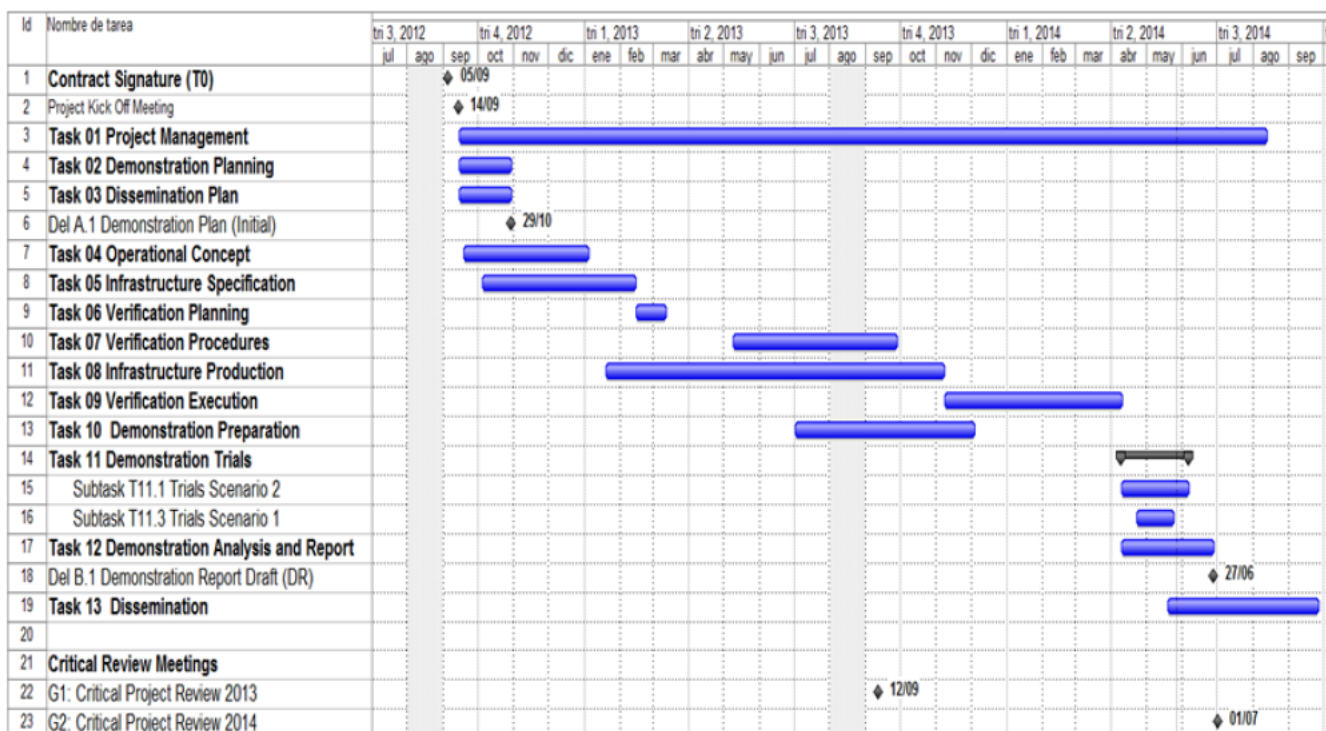 Id Nombre de tarea
tri 3, 2012 tri 4, 2012 tri 1, 2013 tri 2, 2013 tri 3, 2013 tri 4, 2013 tri 1, 2014 tri 2, 2014 tri 3, 2014
jul ago sep oct nov dic ene feb mar abr may jun jul ago sep oct nov dic ene feb mar abr may jun jul ago sep
1 Contract Signature (T0) 05/09
2 Project Kick Off Meeting 14/09
3 Task 01 Project Management
4 Task 02 Demonstration Planning
5 Task 03 Dissemination Plan
6 Del A.1 Demonstration Plan (Initial) 29/10
7 Task 04 Operational Concept
8 Task 05 Infrastructure Specification
9 Task 06 Verification Planning
10 Task 07 Verification Procedures
11 Task 08 Infrastructure Production
12 Task 09 Verification Execution
13 Task 10 Demonstration Preparation
14 Task 11 Demonstration Trials
15 Subtask T11.1 Trials Scenario 2
16 Subtask T11.3 Trials Scenario 1
17 Task 12 Demonstration Analysis and Report
18 Del B.1 Demonstration Report Draft (DR) 27/06
19 Task 13 Dissemination
20
21 Critical Review Meetings
22 G1: Critical Project Review 2013 12/09
23 G2: Critical Project Review 2014 01/07